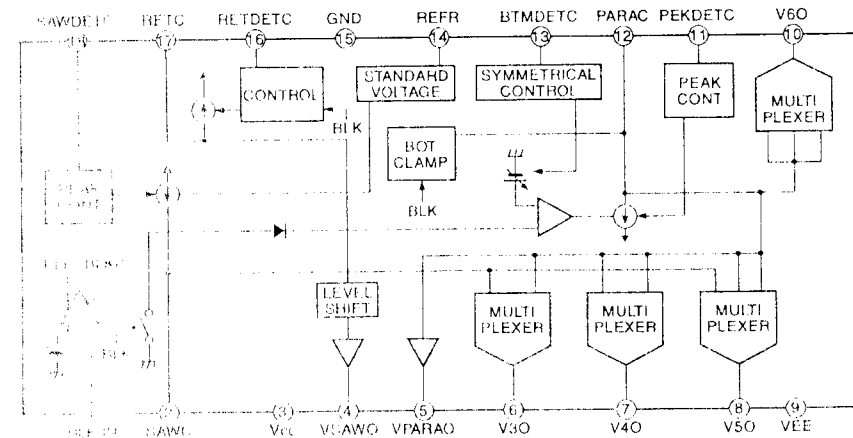 SAWDETC RETC RETDETC GND REFR BTMDETC PARAC PEKDETC V6O
17 16 15 14 13 12 11 10
CONTROL
STANDARD
VOLTAGE
SYMMETRICAL
CONTROL
PEAK
CONT
MULTI
PLEXER
BLK
BOT
CLAMP
BLK
LEVEL
SHIFT
MULTI
PLEXER
MULTI
PLEXER
MULTI
PLEXER
(2) (3) (4) (5) (6) (7) (8) (9)
VSAWO VPARAO V3O V4O V5O VEE